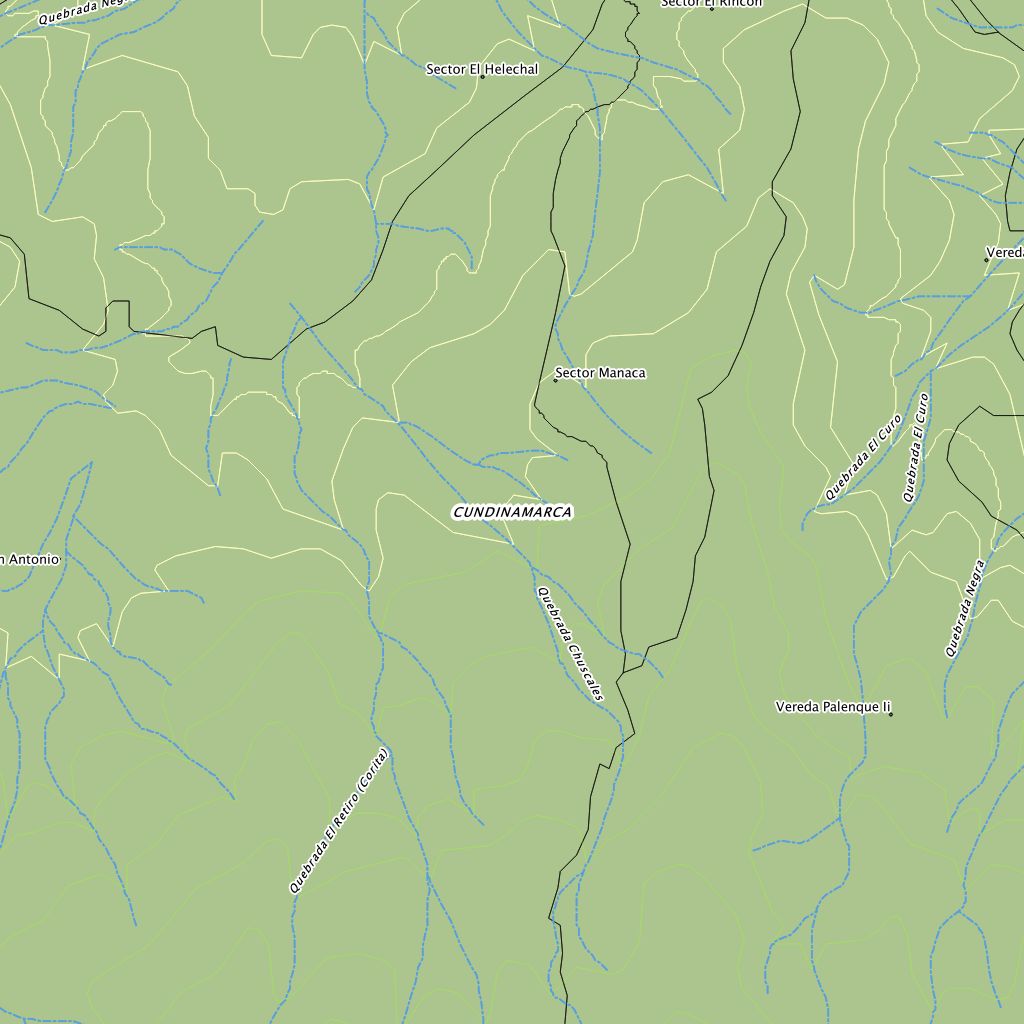 Sector El Rincon
Quebrada Negra
Sector El Helechal
Vereda
Sector Manaca
Quebrada El Curo
Quebrada El Curo
CUNDINAMARCA
n Antonio
Quebrada Negra
Quebrada Chuscales
Vereda Palenque Ii
Quebrada El Retiro (Corita)